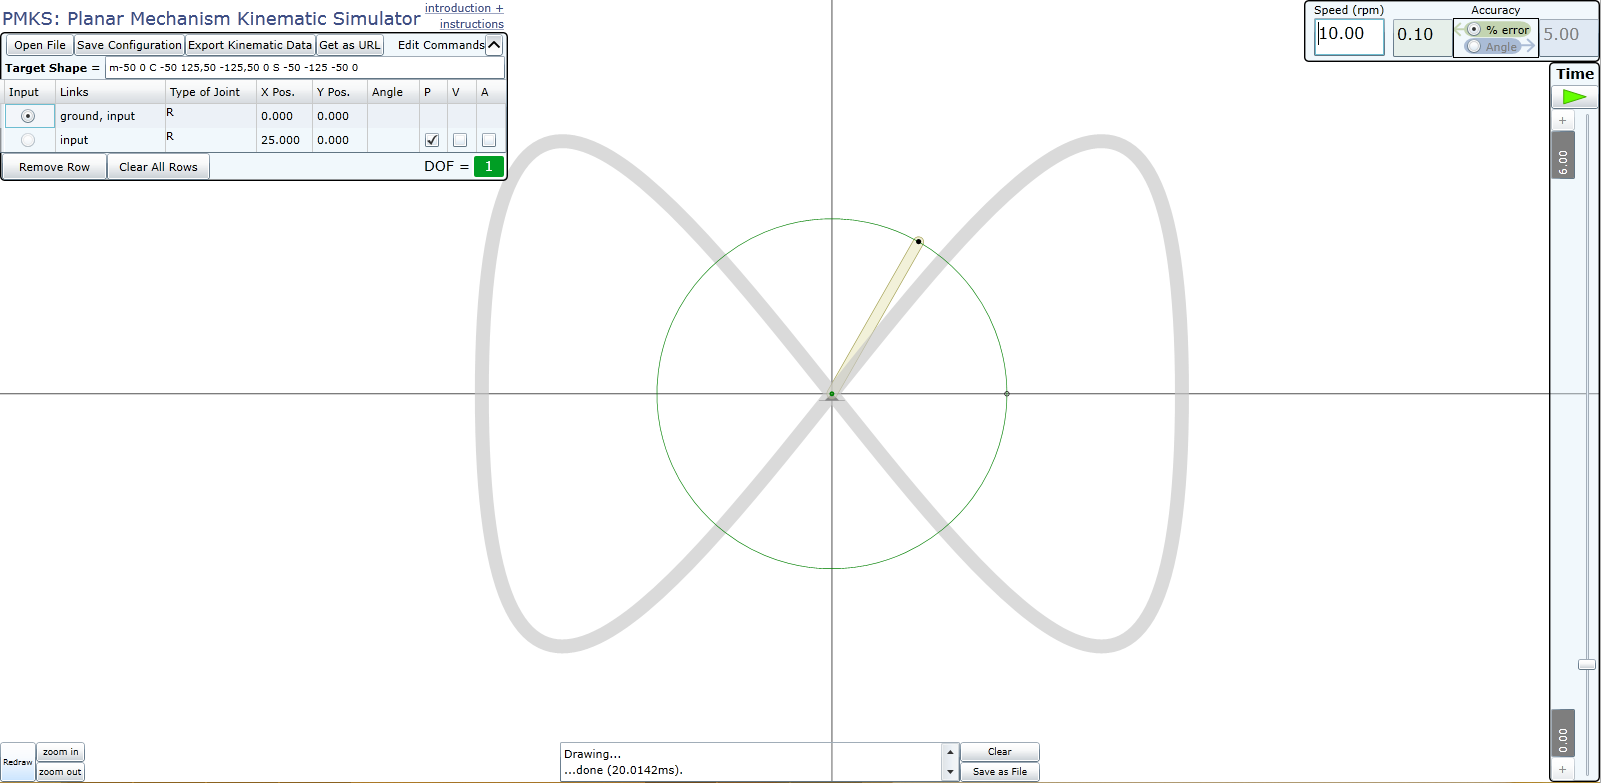 PMKS: Planar Mechanism Kinematic Simulator
introduction +
instructions
Open File Save Configuration Export Kinematic Data Get as URL Edit Commands
Target Shape = m-50 0 C -50 125,50 -125,50 0 S -50 -125 -50 0
Input Links Type of Joint X Pos. Y Pos. Angle P V A
ground, input R 0.000 0.000
input R 25.000 0.000
Remove Row Clear All Rows DOF = 1
Speed (rpm) Accuracy
10.00 0.10 % error 5.00
Angle
Time
+
6.00
0.00
+
Redraw zoom in
zoom out
Drawing...
...done (20.0142ms).
Clear
Save as File